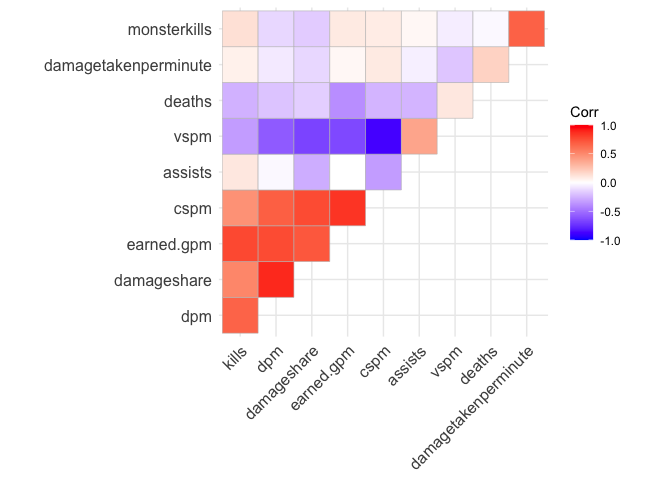 monsterkills
damagetakenperminute
deaths
vspm
assists
cspm
earned.gpm
damageshare
dpm
kills
dpm
damageshare
earned.gpm
cspm
assists
vspm
deaths
damagetakenperminute
Corr
1.0
0.5
0.0
-0.5
-1.0